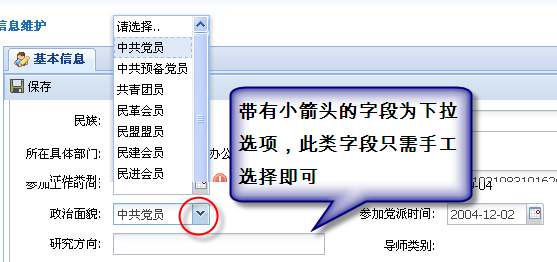 信息维护
基本信息
保存
请选择..
中共党员
中共预备党员
共青团员
民革会员
民盟盟员
民建会员
民进会员
带有小箭头的字段为下拉
选项，此类字段只需手工
选择即可
民族:
所在具体部门:
办公
政治面貌:
中共党员
参加党派时间:
2004-12-02
研究方向:
导师类别: